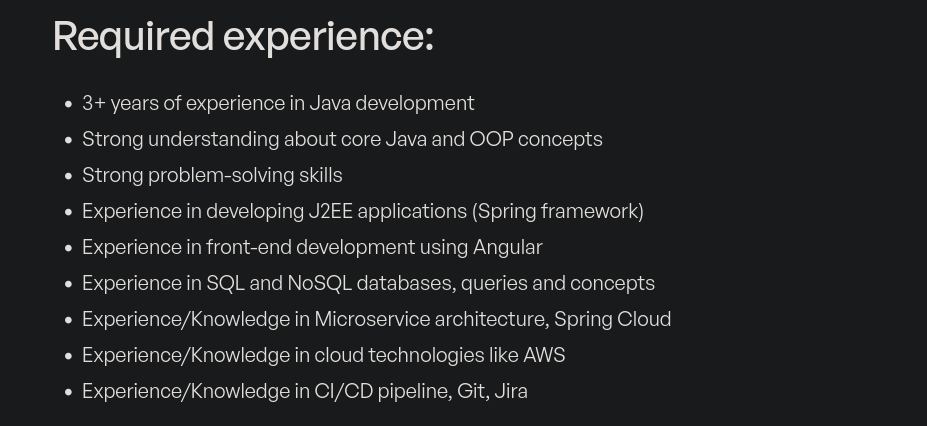 Required experience:
• 3+ years of experience in Java development
• Strong understanding about core Java and OOP concepts
• Strong problem-solving skills
• Experience in developing J2EE applications (Spring framework)
• Experience in front-end development using Angular
• Experience in SQL and NoSQL databases, queries and concepts
• Experience/Knowledge in Microservice architecture, Spring Cloud
• Experience/Knowledge in cloud technologies like AWS
• Experience/Knowledge in CI/CD pipeline, Git, Jira